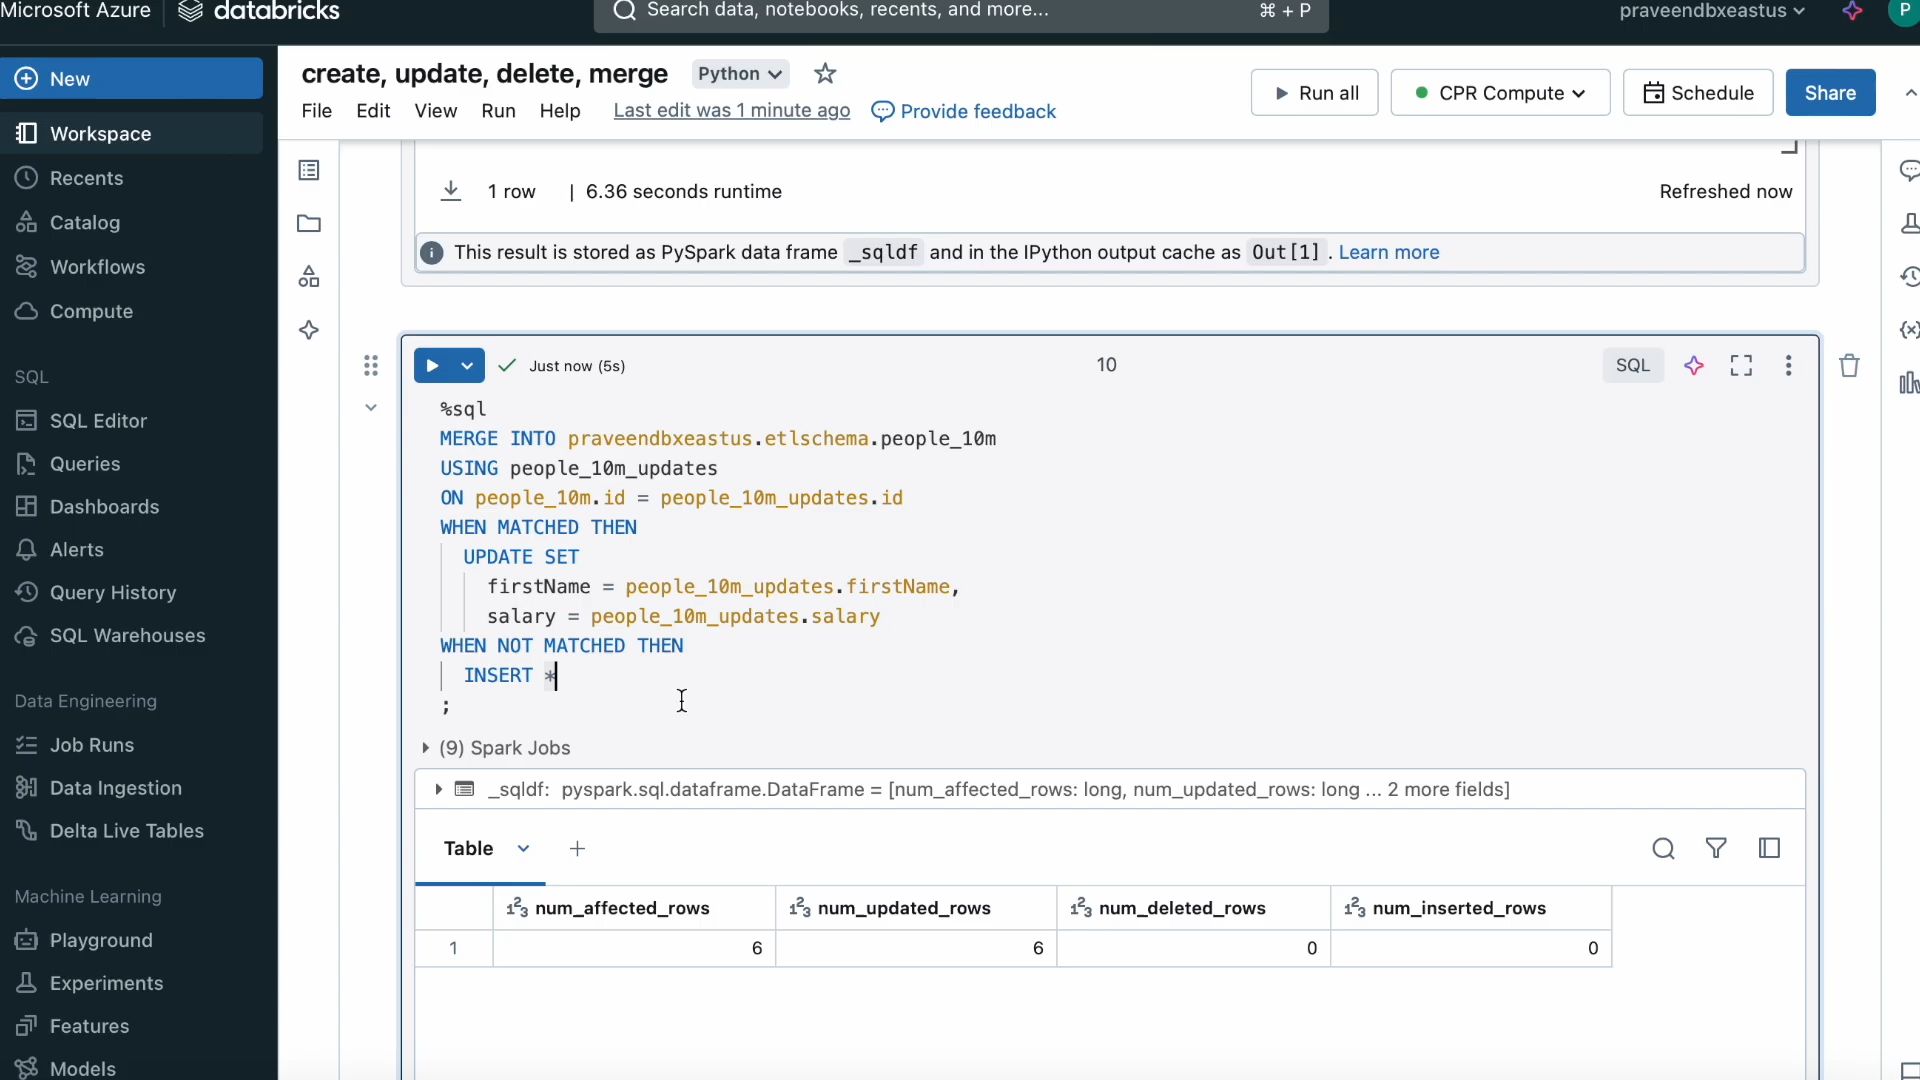 Microsoft Azure
databricks
Search data, notebooks, recents, and more...
⌘ + P
praveendbxeastus
P
New
Workspace
Recents
Catalog
Workflows
Compute
SQL
SQL Editor
Queries
Dashboards
Alerts
Query History
SQL Warehouses
Data Engineering
Job Runs
Data Ingestion
Delta Live Tables
Machine Learning
Playground
Experiments
Features
Models
create, update, delete, merge
Python
Run all
CPR Compute
Schedule
Share
File Edit View Run Help
Last edit was 1 minute ago
Provide feedback
1 row | 6.36 seconds runtime
Refreshed now
This result is stored as PySpark data frame _sqldf and in the IPython output cache as Out[1] . Learn more
Just now (5s)
10
SQL
%sql
MERGE INTO praveendbxeastus.etlschema.people_10m
USING people_10m_updates
ON people_10m.id = people_10m_updates.id
WHEN MATCHED THEN
UPDATE SET
firstName = people_10m_updates.firstName,
salary = people_10m_updates.salary
WHEN NOT MATCHED THEN
INSERT *
;
(9) Spark Jobs
_sqldf: pyspark.sql.dataframe.DataFrame = [num_affected_rows: long, num_updated_rows: long ... 2 more fields]
Table
num_affected_rows num_updated_rows num_deleted_rows num_inserted_rows
1 6 6 0 0